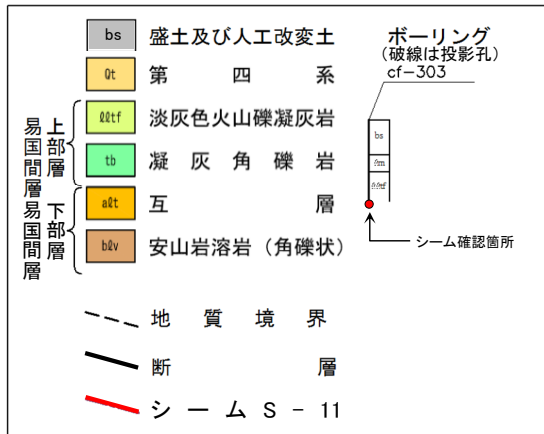 bs 盛土及び人工改変土
Qt 第四系
易国間層上部層
ℓℓtf 淡灰色火山礫凝灰岩
tb 凝灰角礫岩
易国間層下部層
aℓt 互層
bℓv 安山岩溶岩(角礫状)
地質境界
断層
シームS-11
ボーリング
(破線は投影孔)
cf-303
bs
ℓℓtf
シーム確認箇所